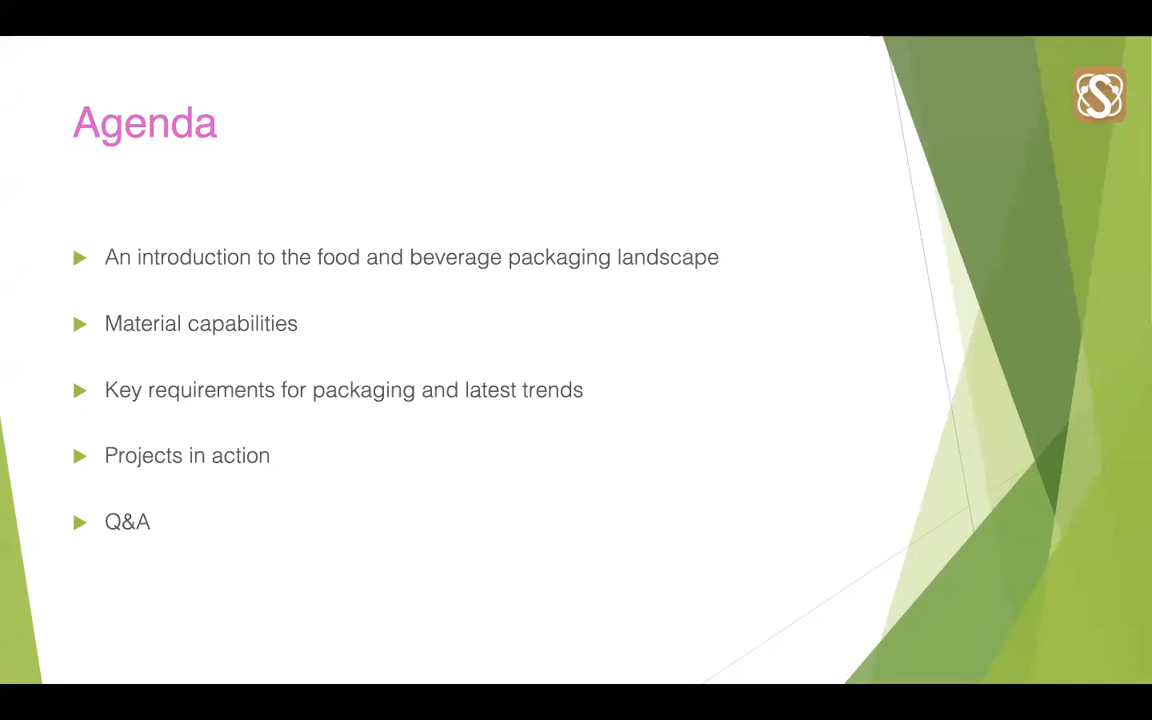 Agenda
An introduction to the food and beverage packaging landscape
Material capabilities
Key requirements for packaging and latest trends
Projects in action
Q&A
S